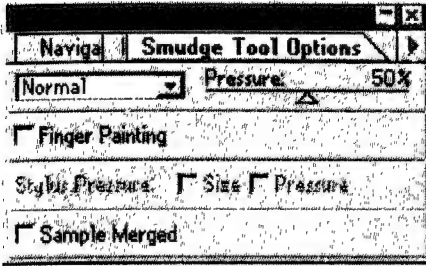 Naviga Smudge Tool Options
Normal Pressure: 50%
Finger Painting
Stylus Pressure: Size Pressure
Sample Merged